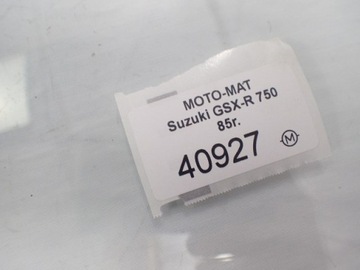 MOTO-MAT
Suzuki GSX-R 750
85r.
40927
M